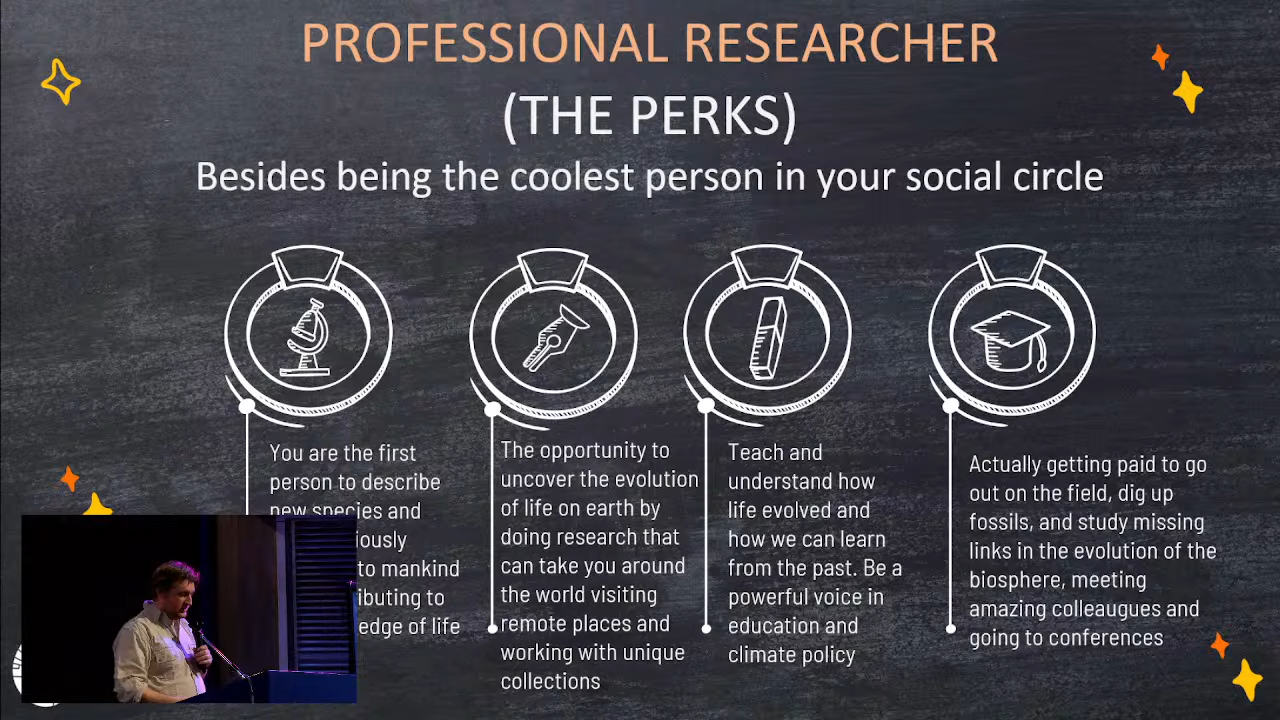 PROFESSIONAL RESEARCHER
(THE PERKS)
Besides being the coolest person in your social circle
You are the first
person to describe
new species and
iously
to mankind
ibuting to
edge of life
The opportunity to
uncover the evolution
of life on earth by
doing research that
can take you around
the world visiting
remote places and
working with unique
collections
Teach and
understand how
life evolved and
how we can learn
from the past. Be a
powerful voice in
education and
climate policy
Actually getting paid to go
out on the field, dig up
fossils, and study missing
links in the evolution of the
biosphere, meeting
amazing colleaugues and
going to conferences